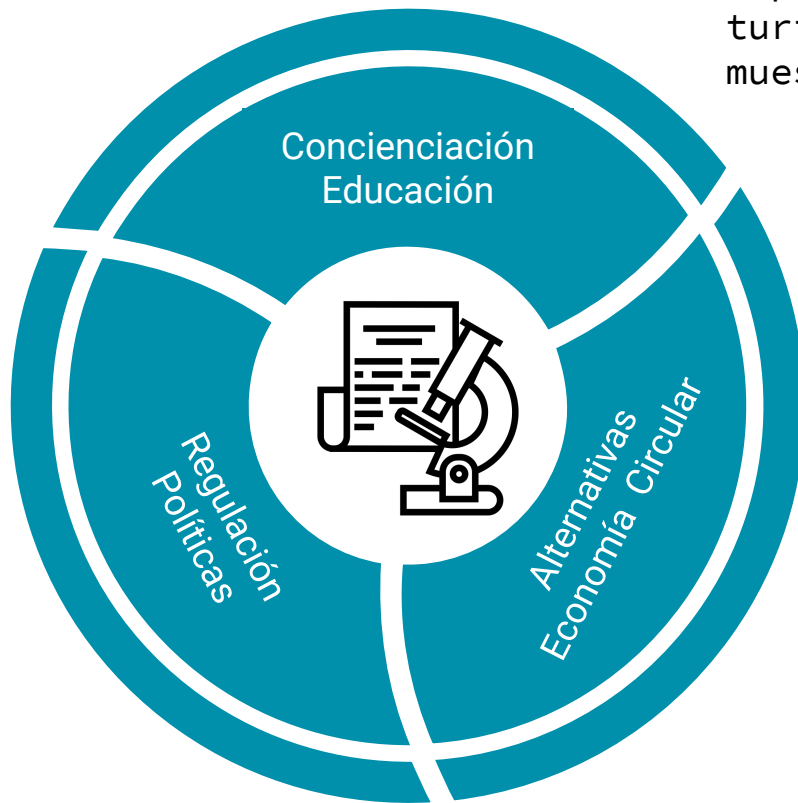 Concienciación
Educación
Alternativas
Economía Circular
Regulación
Políticas